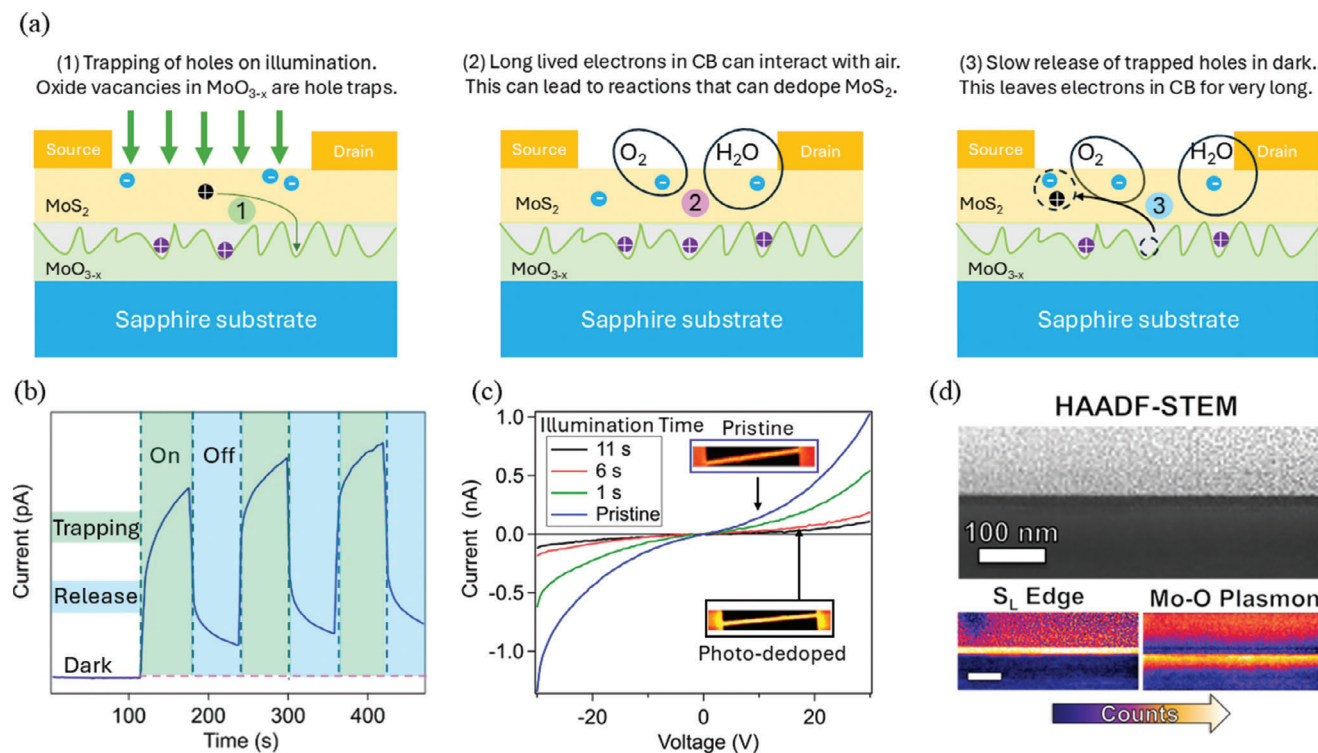 (a)
(1) Trapping of holes on illumination.
Oxide vacancies in MoO3-x are hole traps.
(2) Long lived electrons in CB can interact with air.
This can lead to reactions that can dedope MoS2.
(3) Slow release of trapped holes in dark.
This leaves electrons in CB for very long.
Source
Drain
MoS2
1
MoO3-x
Sapphire substrate
Source
O2
H2O
Drain
MoS2
2
MoO3-x
Sapphire substrate
Source
O2
H2O
Drain
MoS2
3
MoO3-x
Sapphire substrate
(b)
Current (pA)
On
Off
Trapping
Release
Dark
100
200
300
400
Time (s)
(c)
Current (nA)
1.0
0.5
0.0
-0.5
-1.0
Illumination Time
11 s
6 s
1 s
Pristine
Pristine
Photo-dedoped
-20
0
20
Voltage (V)
(d)
HAADF-STEM
100 nm
SL Edge
Mo-O Plasmon
Counts